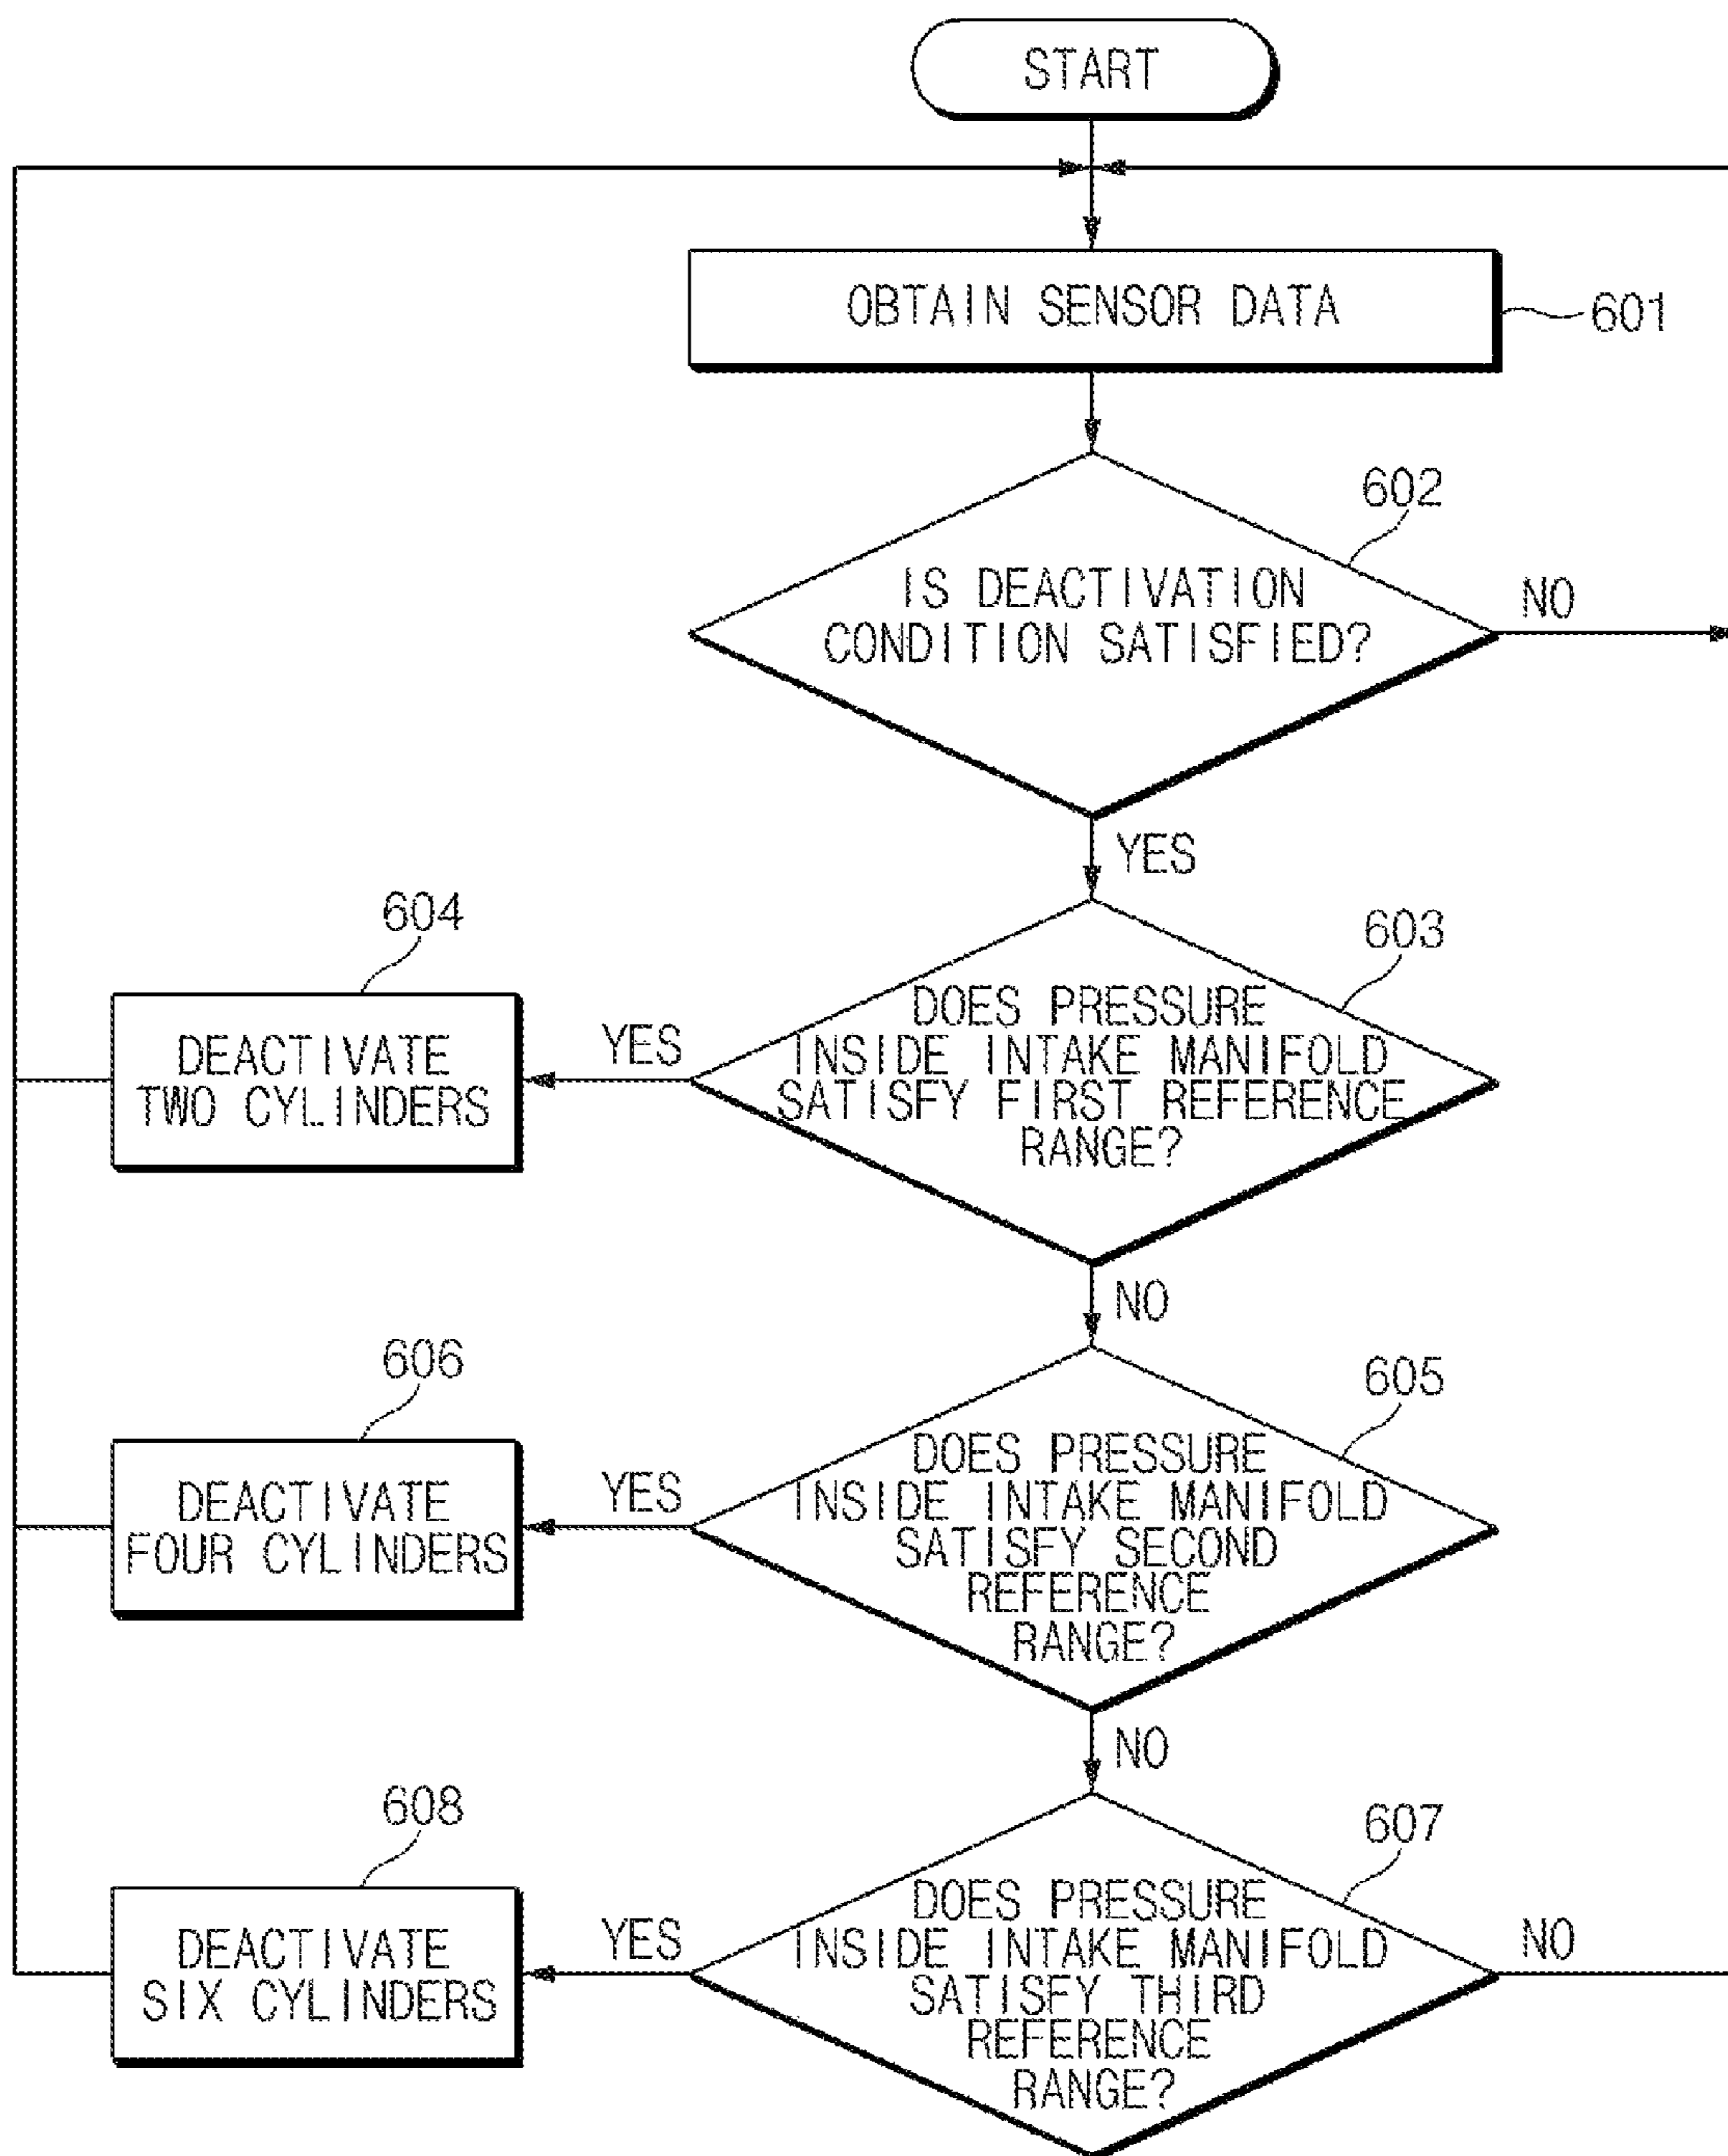 START
OBTAIN SENSOR DATA
601
602
IS DEACTIVATION
CONDITION SATISFIED?
NO
YES
604
603
DEACTIVATE
TWO CYLINDERS
YES
DOES PRESSURE
INSIDE INTAKE MANIFOLD
SATISFY FIRST REFERENCE
RANGE?
NO
606
605
DEACTIVATE
FOUR CYLINDERS
YES
DOES PRESSURE
INSIDE INTAKE MANIFOLD
SATISFY SECOND
REFERENCE
RANGE?
NO
608
607
DEACTIVATE
SIX CYLINDERS
YES
DOES PRESSURE
INSIDE INTAKE MANIFOLD
SATISFY THIRD
REFERENCE
RANGE?
NO